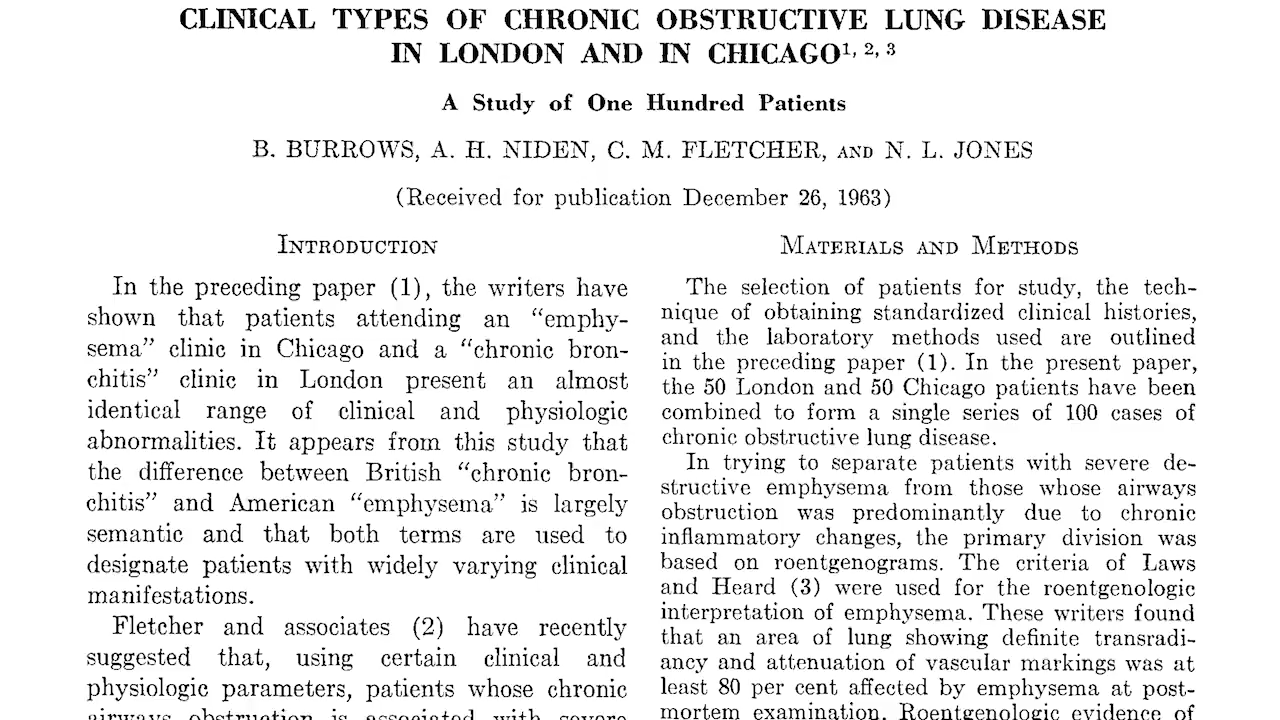 CLINICAL TYPES OF CHRONIC OBSTRUCTIVE LUNG DISEASE
IN LONDON AND IN CHICAGO1, 2, 3
A Study of One Hundred Patients
B. BURROWS, A. H. NIDEN, C. M. FLETCHER, AND N. L. JONES
(Received for publication December 26, 1963)
INTRODUCTION
In the preceding paper (1), the writers have
shown that patients attending an “emphy-
sema” clinic in Chicago and a “chronic bron-
chitis” clinic in London present an almost
identical range of clinical and physiologic
abnormalities. It appears from this study that
the difference between British “chronic bron-
chitis” and American “emphysema” is largely
semantic and that both terms are used to
designate patients with widely varying clinical
manifestations.
Fletcher and associates (2) have recently
suggested that, using certain clinical and
physiologic parameters, patients whose chronic
airways obstruction is associated with severe
MATERIALS AND METHODS
The selection of patients for study, the tech-
nique of obtaining standardized clinical histories,
and the laboratory methods used are outlined
in the preceding paper (1). In the present paper,
the 50 London and 50 Chicago patients have been
combined to form a single series of 100 cases of
chronic obstructive lung disease.
In trying to separate patients with severe de-
structive emphysema from those whose airways
obstruction was predominantly due to chronic
inflammatory changes, the primary division was
based on roentgenograms. The criteria of Laws
and Heard (3) were used for the roentgenologic
interpretation of emphysema. These writers found
that an area of lung showing definite transradi-
ancy and attenuation of vascular markings was at
least 80 per cent affected by emphysema at post-
mortem examination. Roentgenologic evidence of